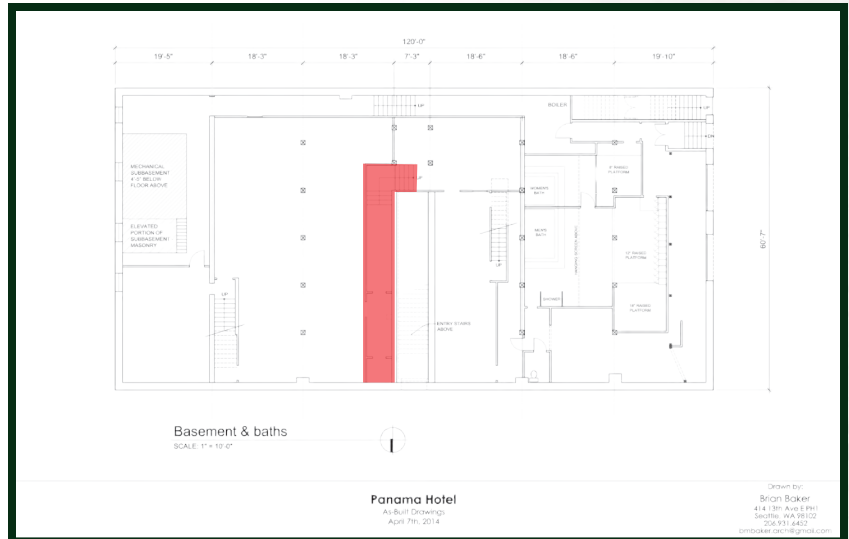 120'-0"
19'-5" 18'-3" 18'-3" 7'-3" 18'-6" 18'-6" 19'-10"
UP
BOILER
UP
DN
MECHANICAL
SUBBASEMENT
4'-5" BELOW
FLOOR ABOVE
UP
PLATFORM
WOMEN'S
BATH
ELEVATED
PORTION OF
SUBBASEMENT
MASONRY
MEN'S
BATH
60'-7"
PLATFORM
UP
UP
PLATFORM
ENTRY STAIRS
ABOVE
Basement & baths
SCALE: 1" = 10'-0"
Panama Hotel
As-Built Drawings
April 7th, 2014
Drawn by:
Brian Baker
414 13th Ave E PH1
Seattle, WA 98102
206.931.6452
bmbaker.arch@gmail.com